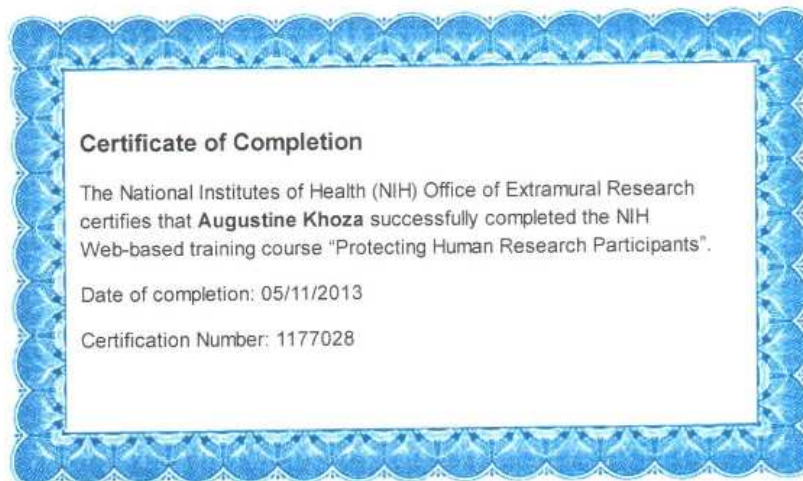 Certificate of Completion
The National Institutes of Health (NIH) Office of Extramural Research
certifies that Augustine Khoza successfully completed the NIH
Web-based training course “Protecting Human Research Participants”.
Date of completion: 05/11/2013
Certification Number: 1177028